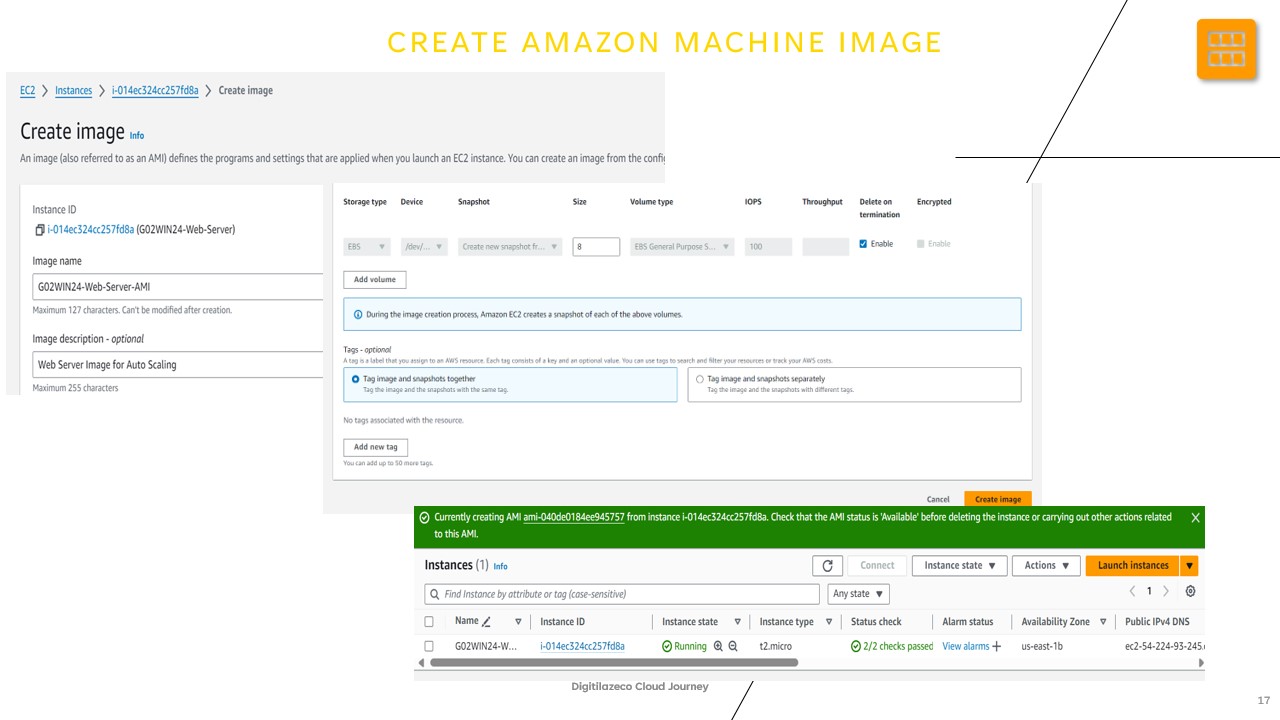 CREATE AMAZON MACHINE IMAGE
EC2 > Instances > i-014ec324cc257fd8a > Create image
Create image Info
An image (also referred to as an AMI) defines the programs and settings that are applied when you launch an EC2 instance. You can create an image from the
Instance ID
i-014ec324cc257fd8a (G02WIN24-Web-Server)
Image name
G02WIN24-Web-Server-AMI
Maximum 127 characters. Can't be modified after creation.
Image description - optional
Web Server Image for Auto Scaling
Maximum 255 characters
Storage type Device Snapshot Size Volume type IOPS Throughput Delete on termination Encrypted
EBS /dev/... Create new snapshot fr... 8 EBS General Purpose S... 100 Enable Enable
Add volume
During the image creation process, Amazon EC2 creates a snapshot of each of the above volumes.
Tags - optional
A tag is a label that you assign to an AWS resource. Each tag consists of a key and an optional value. You can use tags to search and filter your resources or track your AWS costs.
Tag image and snapshots together
Tag the image and the snapshots with the same tag.
Tag image and snapshots separately
Tag the image and the snapshots with different tags.
No tags associated with the resource.
Add new tag
You can add up to 50 more tags.
Cancel Create image
Currently creating AMI ami-040de0184ee945757 from instance i-014ec324cc257fd8a. Check that the AMI status is 'Available' before deleting the instance or carrying out other actions related
to this AMI.
Instances (1) Info Connect Instance state Actions Launch instances
Find Instance by attribute or tag (case-sensitive) Any state 1
Name Instance ID Instance state Instance type Status check Alarm status Availability Zone Public IPv4 DNS
G02WIN24-W... i-014ec324cc257fd8a Running t2.micro 2/2 checks passed View alarms us-east-1b ec2-54-224-93-245.
Digitilazeco Cloud Journey
17